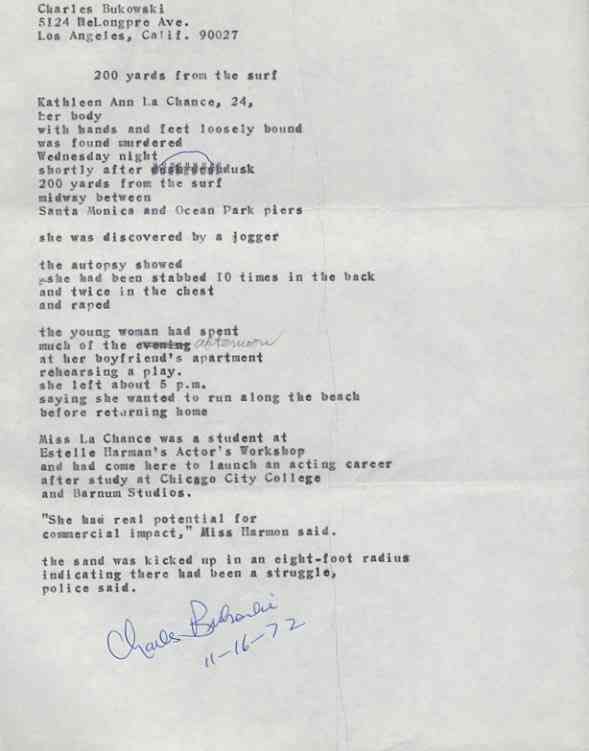 Charles Bukowski
5124 DeLongpre Ave.
Los Angeles, Calif. 90027
200 yards from the surf
Kathleen Ann La Chance, 24,
her body
with hands and feet loosely bound
was found murdered
Wednesday night
shortly after dusk
200 yards from the surf
midway between
Santa Monica and Ocean Park piers
she was discovered by a jogger
the autopsy showed
she had been stabbed 10 times in the back
and twice in the chest
and raped
the young woman had spent
much of the evening afternoon
at her boyfriend's apartment
rehearsing a play.
she left about 5 p.m.
saying she wanted to run along the beach
before returning home
Miss La Chance was a student at
Estelle Harman's Actor's Workshop
and had come here to launch an acting career
after study at Chicago City College
and Barnum Studios.
"She had real potential for
commercial impact," Miss Harmon said.
the sand was kicked up in an eight-foot radius
indicating there had been a struggle,
police said.
Charles Bukowski
11-16-72